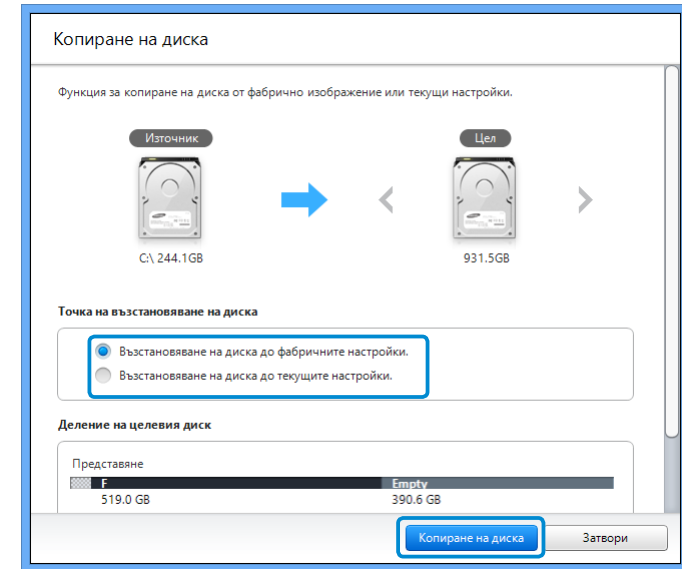 Копиране на диска
Функция за копиране на диска от фабрично изображение или текущи настройки.
Източник
Цел
C:\ 244.1GB
931.5GB
Точка на възстановяване на диска
Възстановяване на диска до фабричните настройки.
Възстановяване на диска до текущите настройки.
Деление на целевия диск
Представяне
F
Empty
519.0 GB
390.6 GB
Копиране на диска
Затвори